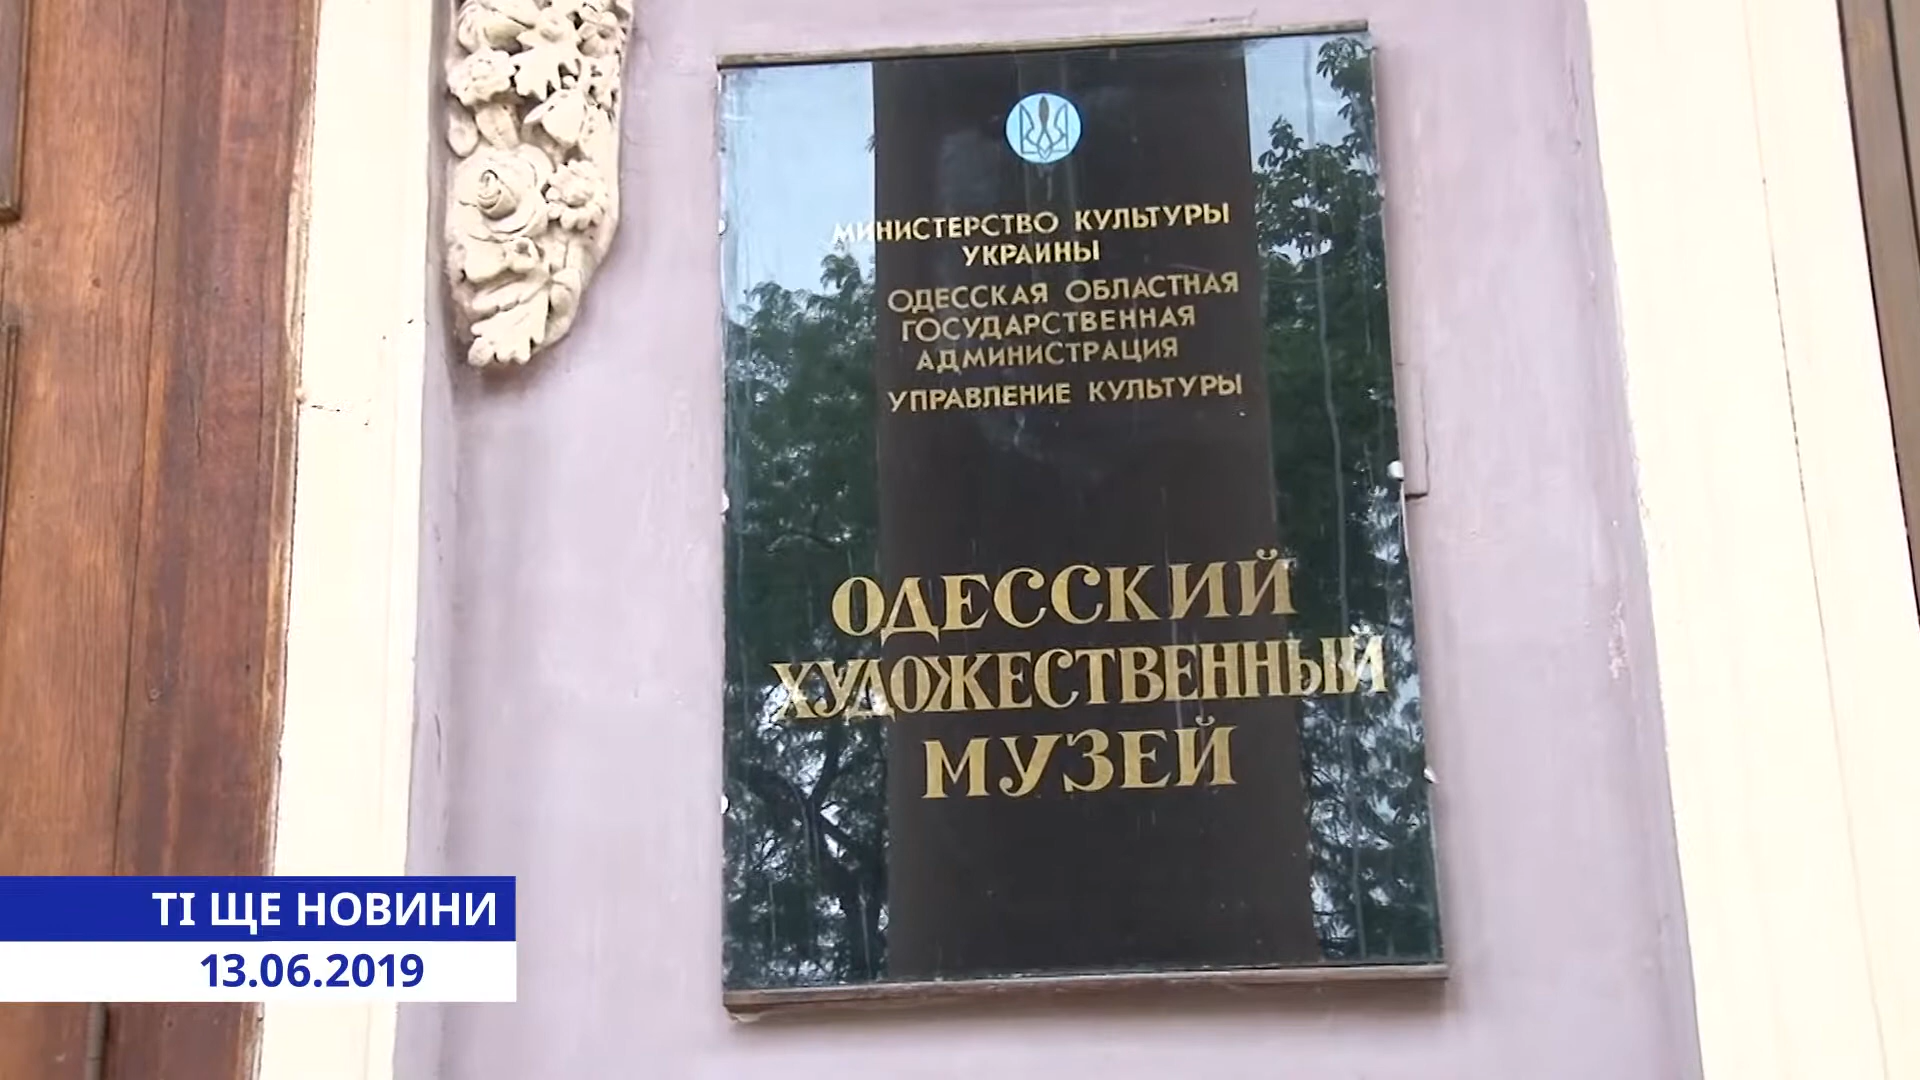 МИНИСТЕРСТВО КУЛЬТУРЫ
УКРАИНЫ
ОДЕССКАЯ ОБЛАСТНАЯ
ГОСУДАРСТВЕННАЯ
АДМИНИСТРАЦИЯ
УПРАВЛЕНИЕ КУЛЬТУРЫ
ОДЕССКИЙ
ХУДОЖЕСТВЕННЫЙ
МУЗЕЙ
ТІ ЩЕ НОВИНИ
13.06.2019